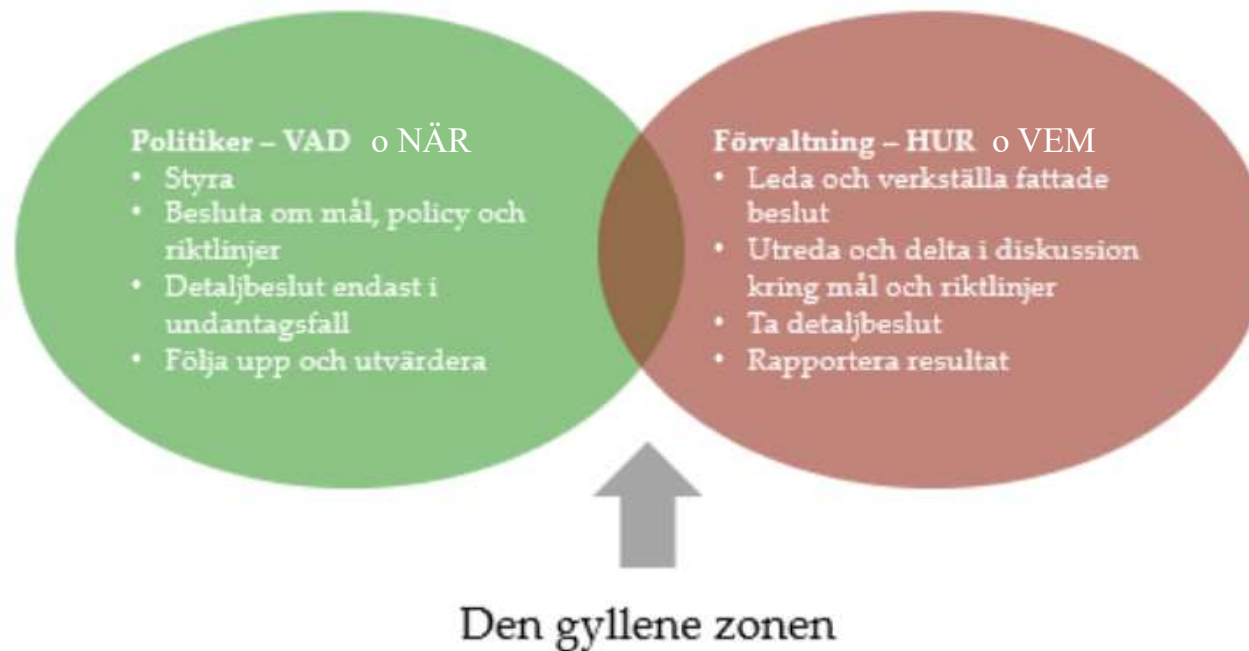 Politiker – VAD o NÄR
• Styra
• Besluta om mål, policy och
riktlinjer
• Detaljbeslut endast i
undantagsfall
• Följa upp och utvärdera
Förvaltning – HUR o VEM
• Leda och verkställa fattade
beslut
• Utreda och delta i diskussion
kring mål och riktlinjer
• Ta detaljbeslut
• Rapportera resultat
Den gyllene zonen